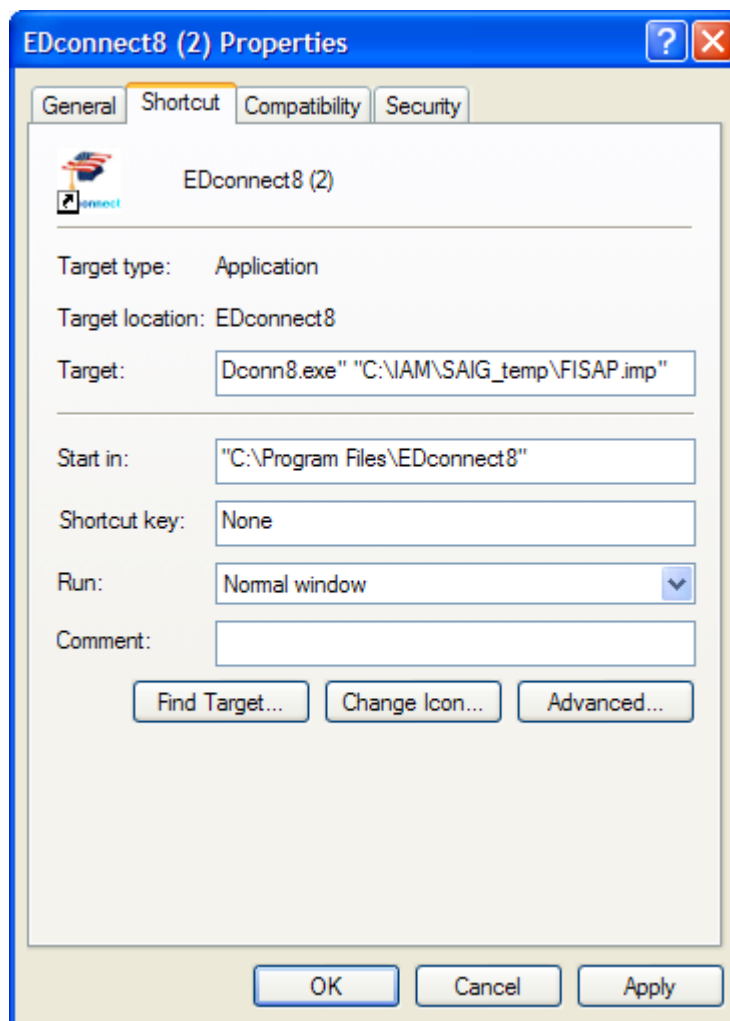 EDconnect8 (2) Properties
General Shortcut Compatibility Security
onnect
EDconnect8 (2)
Target type: Application
Target location: EDconnect8
Target: Dconn8.exe" "C:\IAM\SAIG_temp\FISAP.imp"
Start in: "C:\Program Files\EDconnect8"
Shortcut key: None
Run: Normal window
Comment:
Find Target... Change Icon... Advanced...
OK Cancel Apply